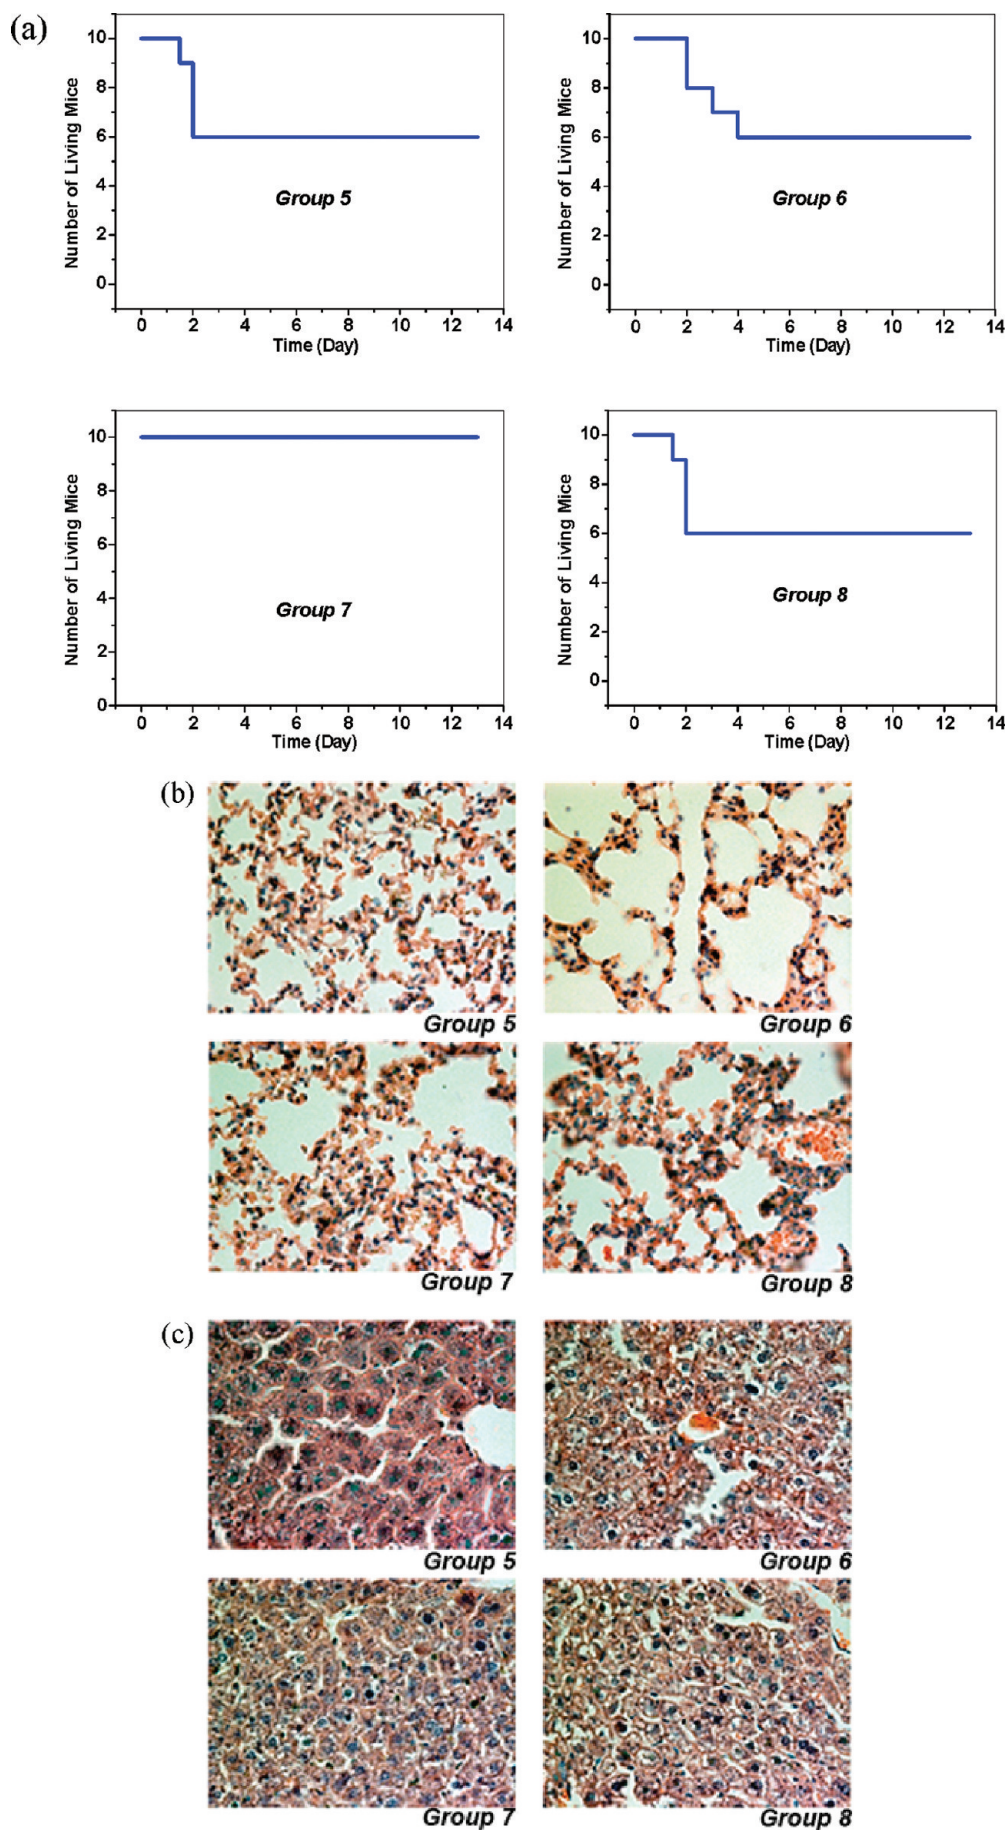 (a)
Number of Living Mice
10
8
6
4
2
0
Group 5
0 2 4 6 8 10 12 14
Time (Day)
Number of Living Mice
10
8
6
4
2
0
Group 6
0 2 4 6 8 10 12 14
Time (Day)
Number of Living Mice
10
8
6
4
2
0
Group 7
0 2 4 6 8 10 12 14
Time (Day)
Number of Living Mice
10
8
6
4
2
0
Group 8
0 2 4 6 8 10 12 14
Time (Day)
(b)
Group 5
Group 6
Group 7
Group 8
(c)
Group 5
Group 6
Group 7
Group 8